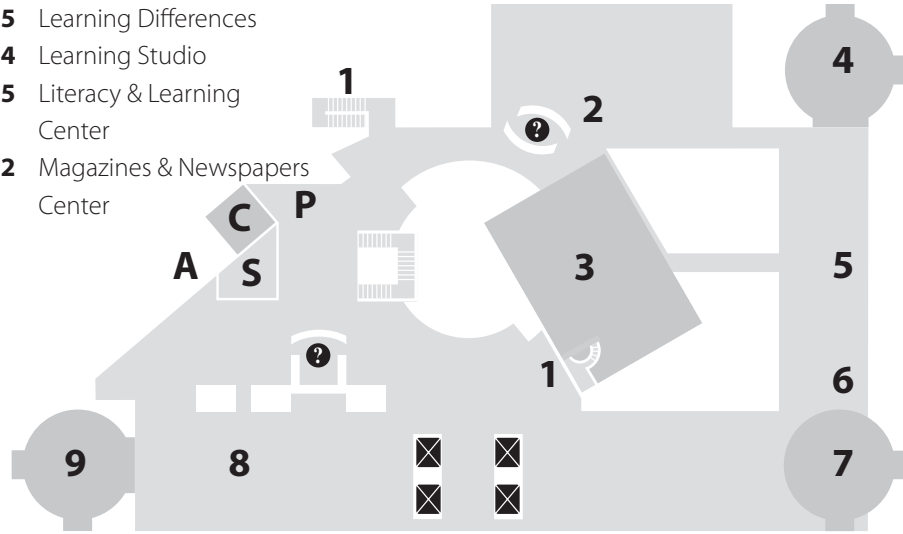 5 Learning Differences
4 Learning Studio
5 Literacy & Learning
Center
2 Magazines & Newspapers
Center
1
2
4
C
P
A
S
3
5
?
?
1
6
9
8
7